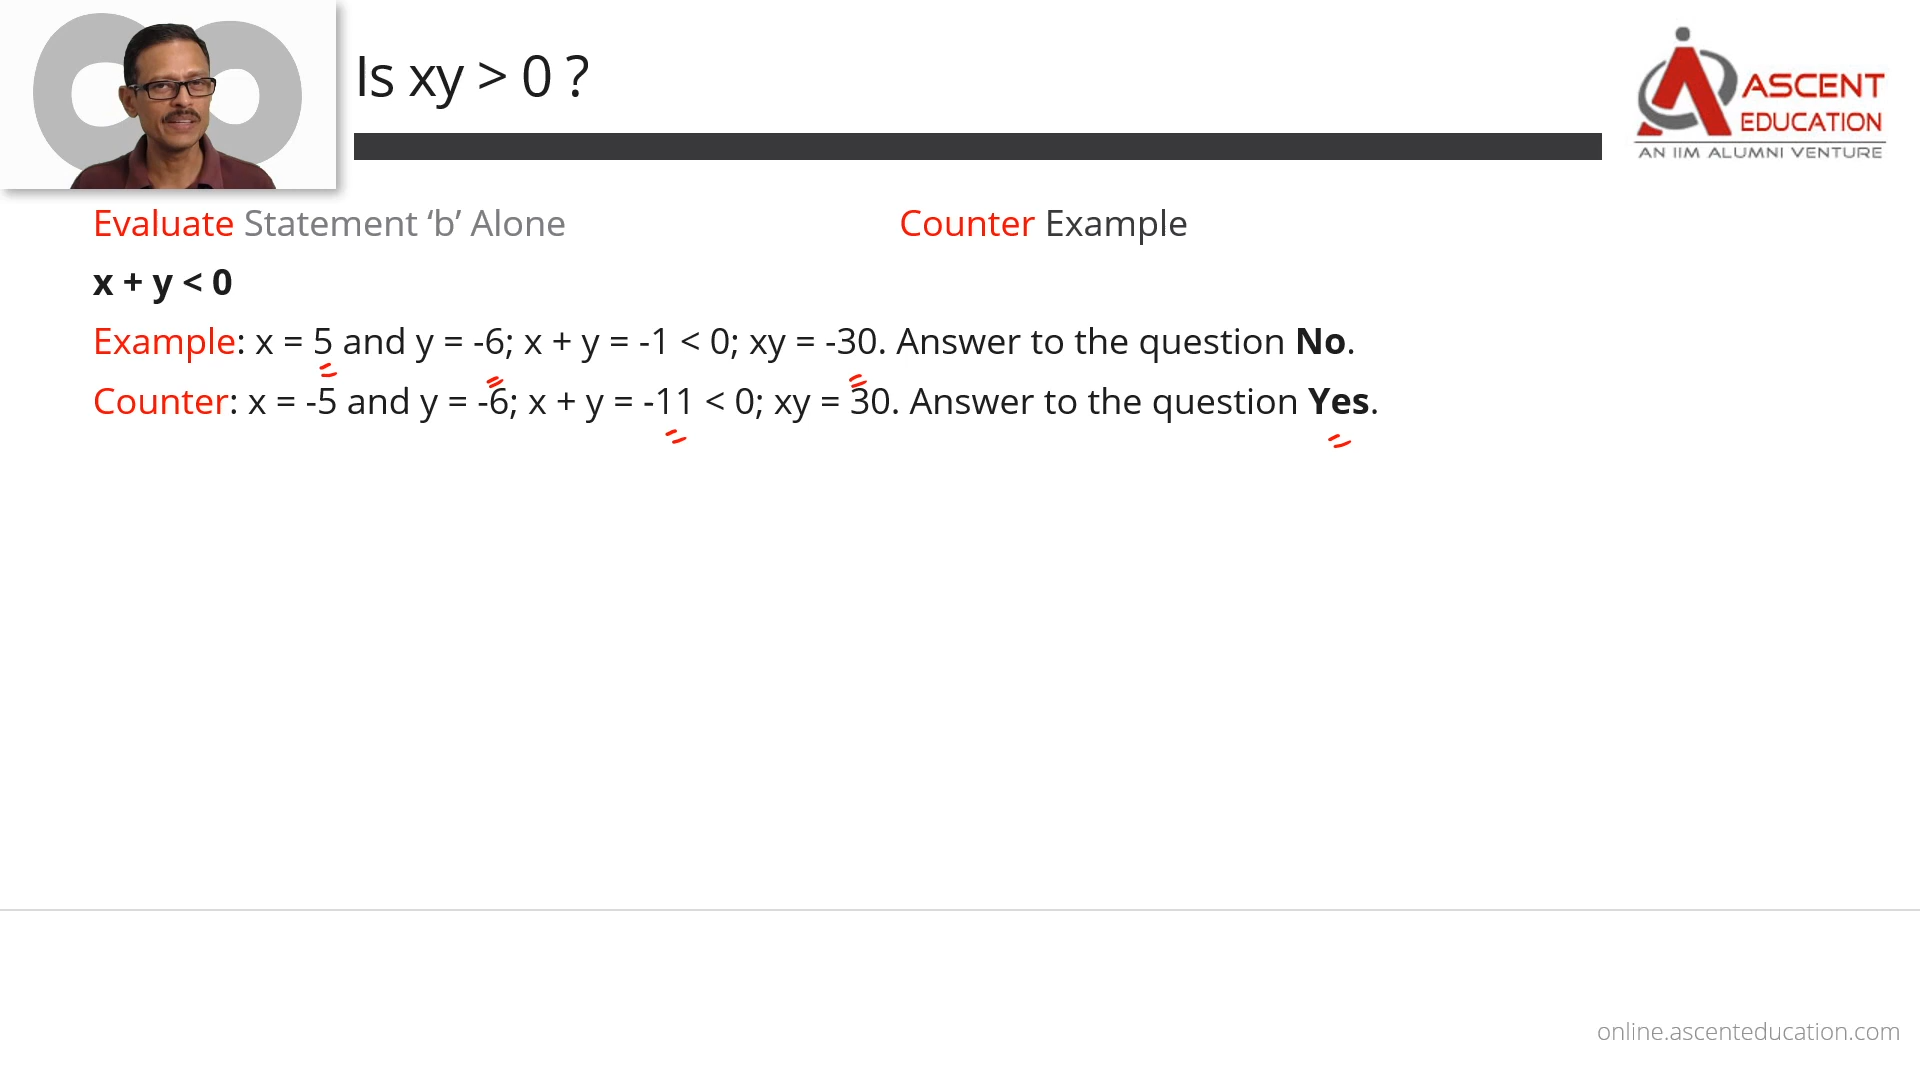 Is xy > 0 ?
ASCENT
EDUCATION
AN IIM ALUMNI VENTURE
Evaluate Statement ‘b’ Alone
Counter Example
x + y < 0
Example: x = 5 and y = -6; x + y = -1 < 0; xy = -30. Answer to the question No.
Counter: x = -5 and y = -6; x + y = -11 < 0; xy = 30. Answer to the question Yes.
online.ascenteducation.com